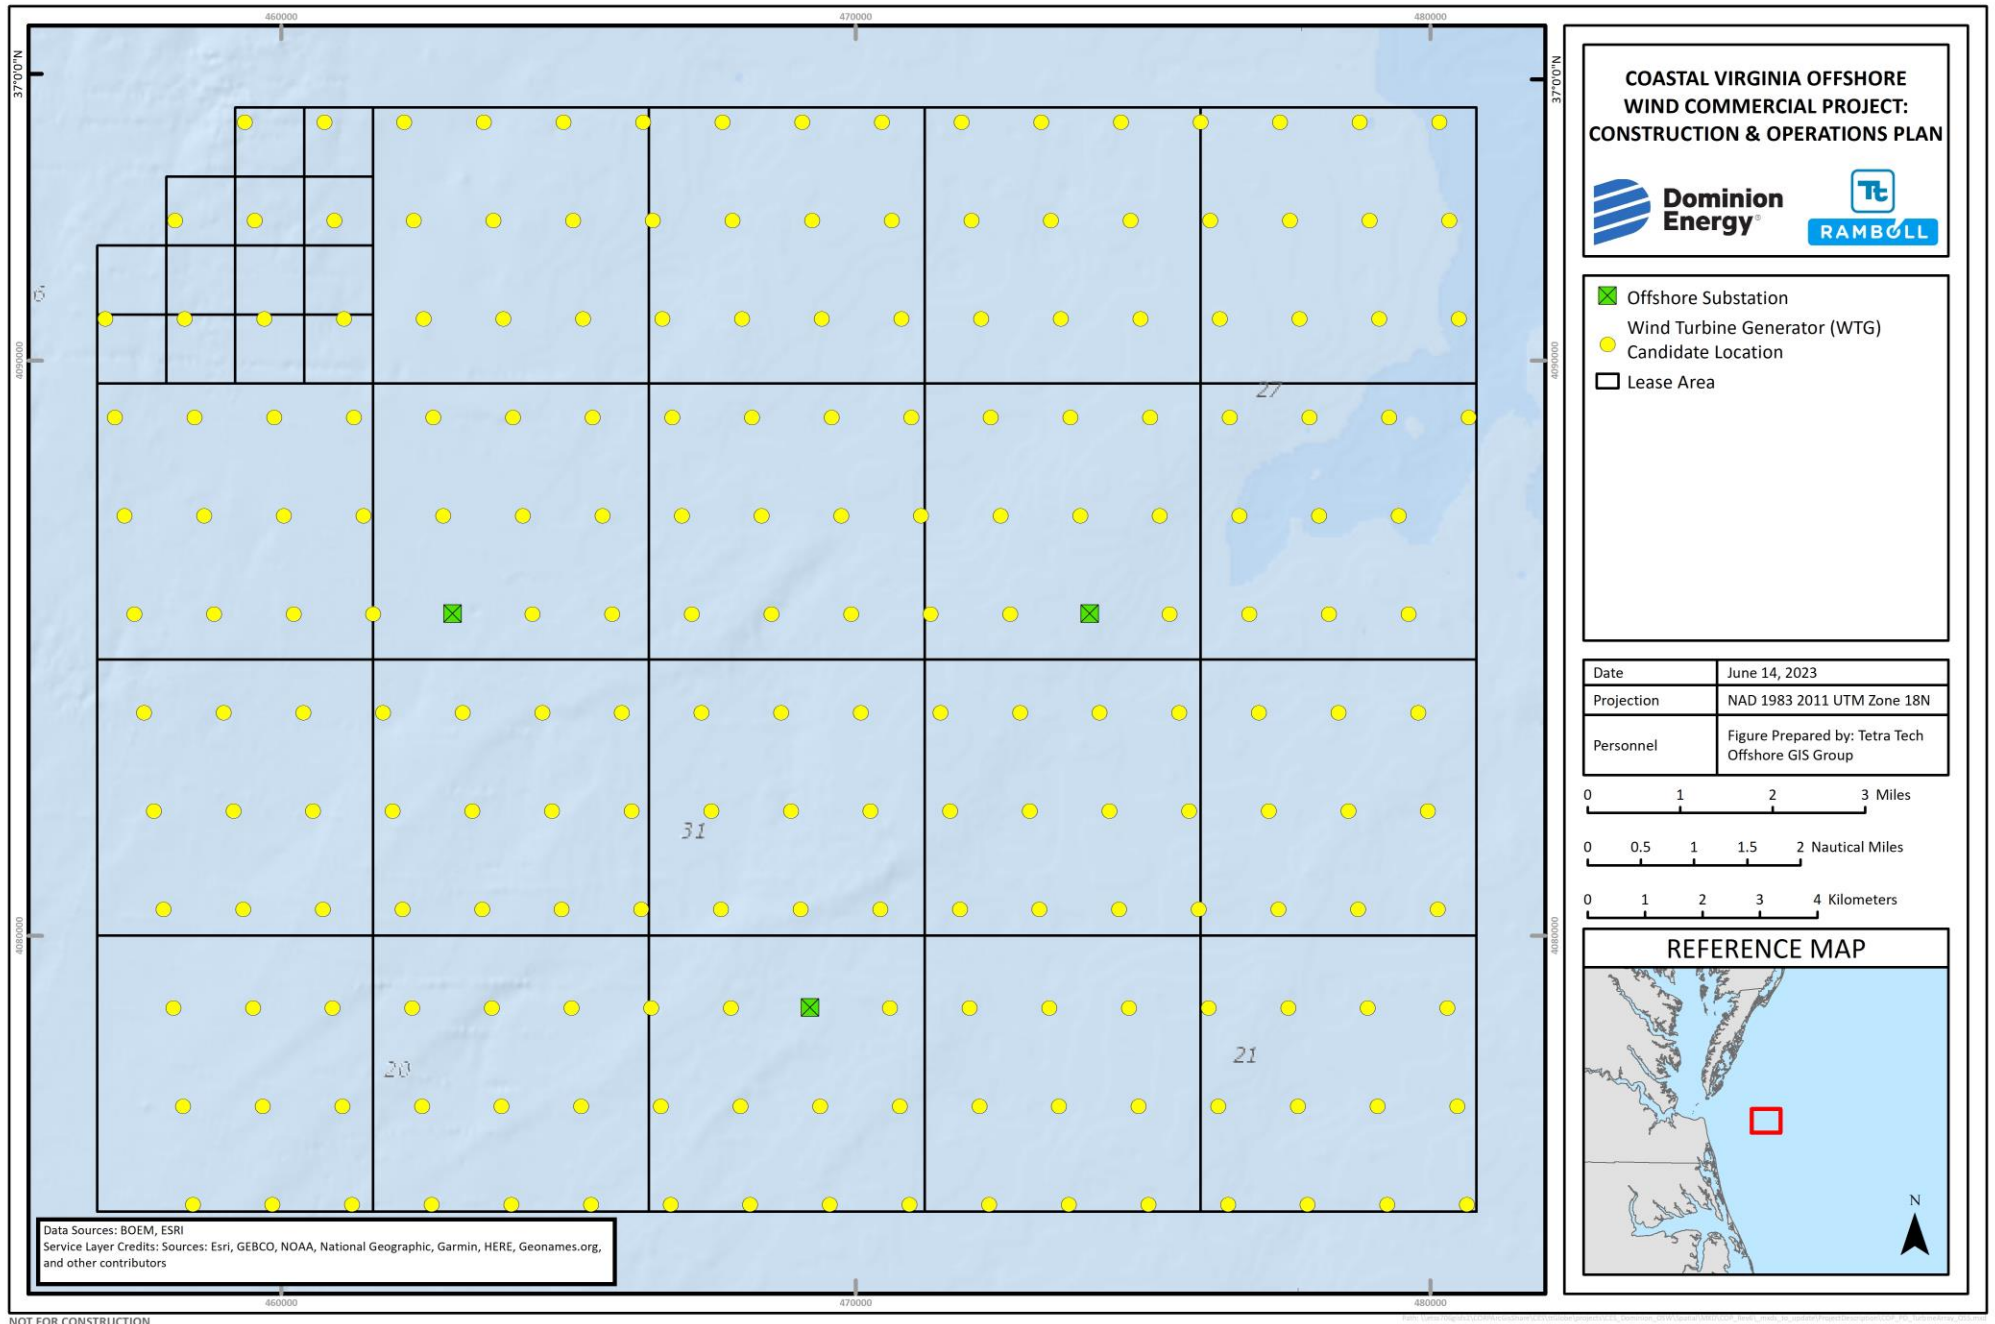 460000
470000
480000
37°0'0"N
37°0'0"N
COASTAL VIRGINIA OFFSHORE
WIND COMMERCIAL PROJECT:
CONSTRUCTION & OPERATIONS PLAN
Dominion
Energy®
Tt
RAMBOLL
Offshore Substation
Wind Turbine Generator (WTG)
Candidate Location
Lease Area
6
4090000
4090000
27
31
20
21
4080000
4080000
Date
June 14, 2023
Projection
NAD 1983 2011 UTM Zone 18N
Personnel
Figure Prepared by: Tetra Tech
Offshore GIS Group
0 1 2 3 Miles
0 0.5 1 1.5 2 Nautical Miles
0 1 2 3 4 Kilometers
REFERENCE MAP
N
Data Sources: BOEM, ESRI
Service Layer Credits: Sources: Esri, GEBCO, NOAA, National Geographic, Garmin, HERE, Geonames.org,
and other contributors
460000
470000
480000
NOT FOR CONSTRUCTION